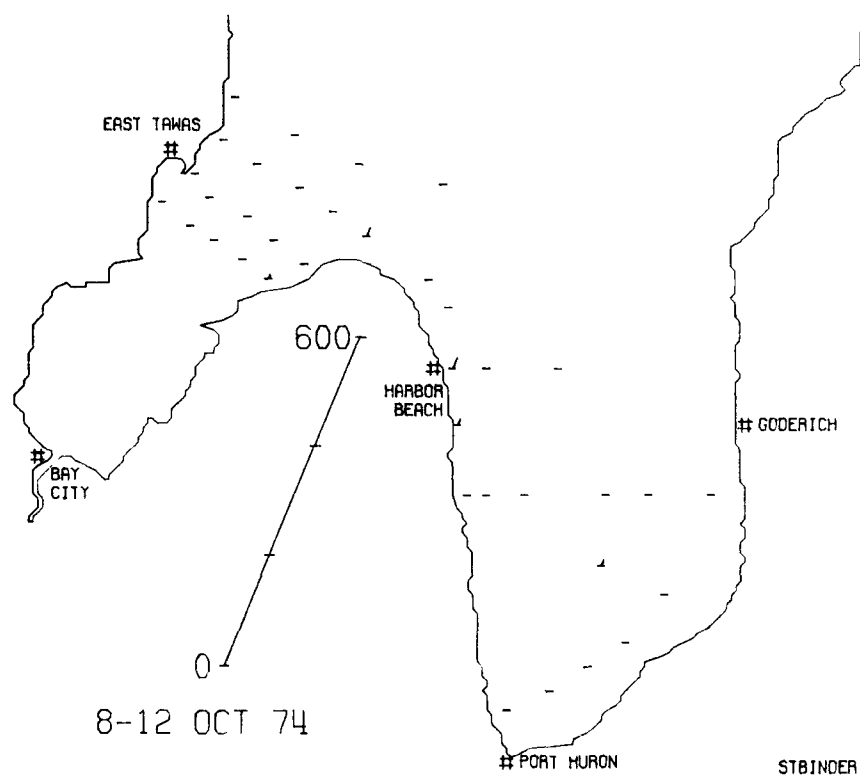 EAST TAWAS
600
HARBOR
BEACH
GODERICH
BAY
CITY
0
8-12 OCT 74
PORT HURON
STBINDER